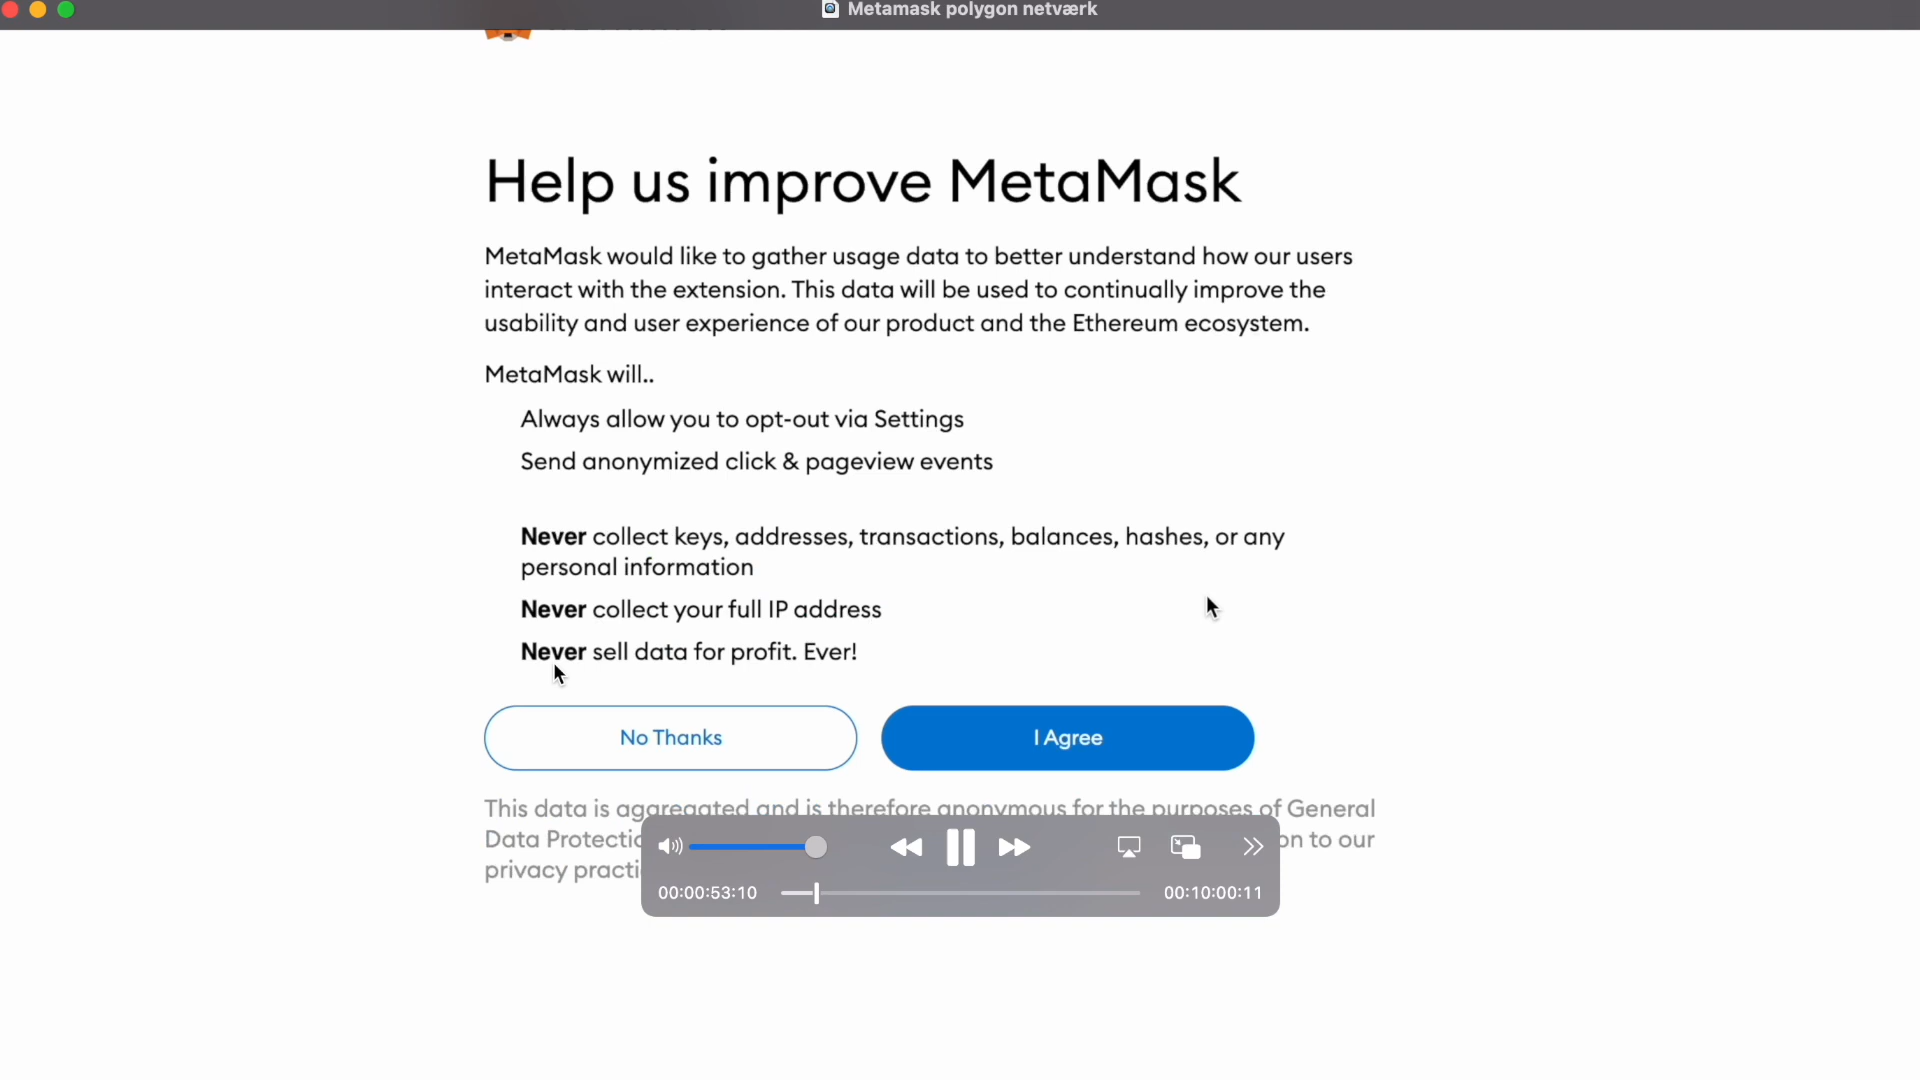 Metamask polygon netværk
Help us improve MetaMask
MetaMask would like to gather usage data to better understand how our users
interact with the extension. This data will be used to continually improve the
usability and user experience of our product and the Ethereum ecosystem.
MetaMask will..
Always allow you to opt-out via Settings
Send anonymized click & pageview events
Never collect keys, addresses, transactions, balances, hashes, or any
personal information
Never collect your full IP address
Never sell data for profit. Ever!
No Thanks
I Agree
This data is aggregated and is therefore anonymous for the purposes of General
Data on to our
privacy
00:00:53:10
00:10:00:11